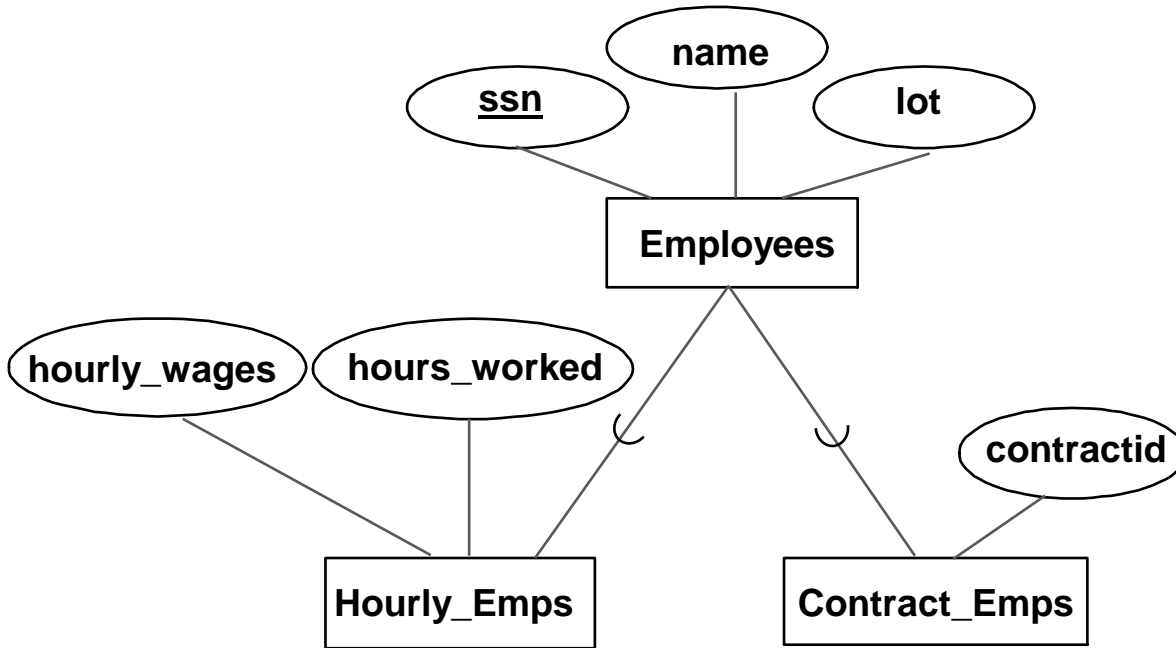 name
ssn
lot
Employees
hourly_wages
hours_worked
contractid
Hourly_Emps
Contract_Emps